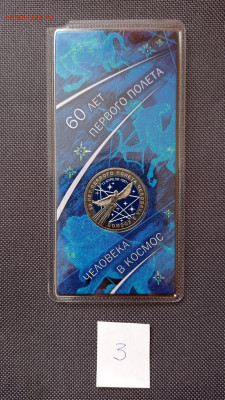 60 ЛЕТ
ПЕРВОГО ПОЛЕТА
ЧЕЛОВЕКА
В КОСМОС
3